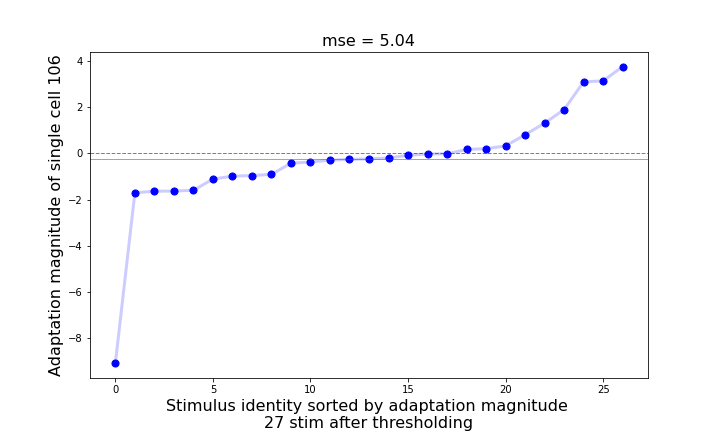 mse = 5.04
Adaptation magnitude of single cell 106
4
2
0
−2
−4
−6
−8
0 5 10 15 20 25
Stimulus identity sorted by adaptation magnitude
27 stim after thresholding